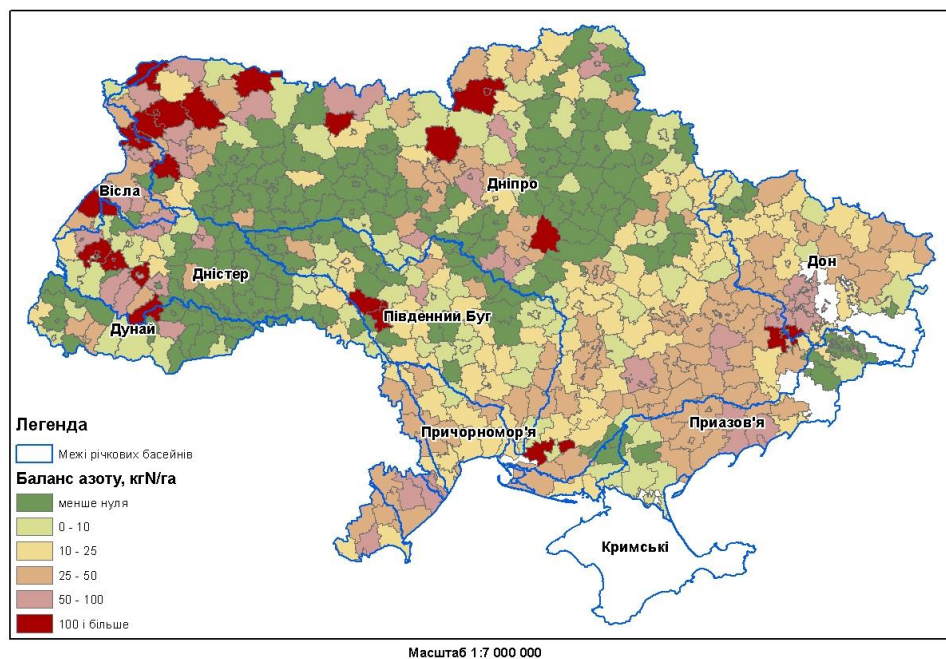 Вісла
Дніпро
Дністер
Дон
Дунай
Південний Буг
Причорномор'я
Приазов'я
Кримські
Легенда
Межі річкових басейнів
Баланс азоту, кгN/га
менше нуля
0 - 10
10 - 25
25 - 50
50 - 100
100 і більше
Масштаб 1:7 000 000